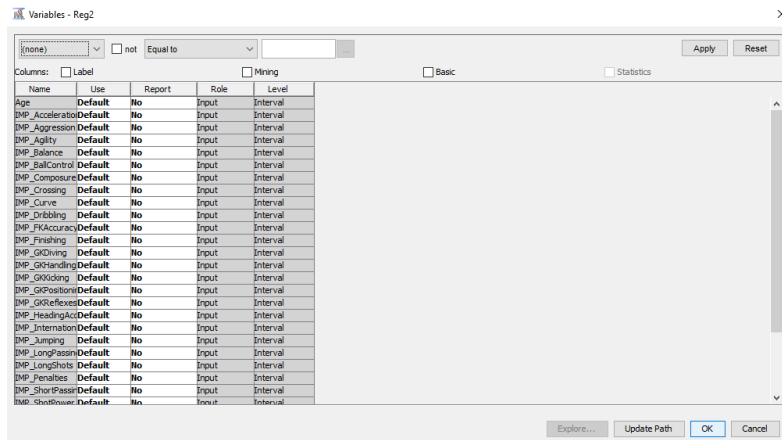 Variables - Reg2
(none) not Equal to ... Apply Reset
Columns: Label Mining Basic Statistics
Name Use Report Role Level
Age Default No Input Interval
IMP_Acceleratio Default No Input Interval
IMP_Aggression Default No Input Interval
IMP_Agility Default No Input Interval
IMP_Balance Default No Input Interval
IMP_BallControl Default No Input Interval
IMP_Composure Default No Input Interval
IMP_Crossing Default No Input Interval
IMP_Curve Default No Input Interval
IMP_Dribbling Default No Input Interval
IMP_FKAccuracy Default No Input Interval
IMP_Finishing Default No Input Interval
IMP_GKDiving Default No Input Interval
IMP_GKHandling Default No Input Interval
IMP_GKKicking Default No Input Interval
IMP_GKPositionin Default No Input Interval
IMP_GKReflexes Default No Input Interval
IMP_HeadingAcc Default No Input Interval
IMP_Internation Default No Input Interval
IMP_Jumping Default No Input Interval
IMP_LongPassin Default No Input Interval
IMP_LongShots Default No Input Interval
IMP_Penalties Default No Input Interval
IMP_ShortPassin Default No Input Interval
IMP_ShotPower Default No Input Interval
Explore... Update Path OK Cancel